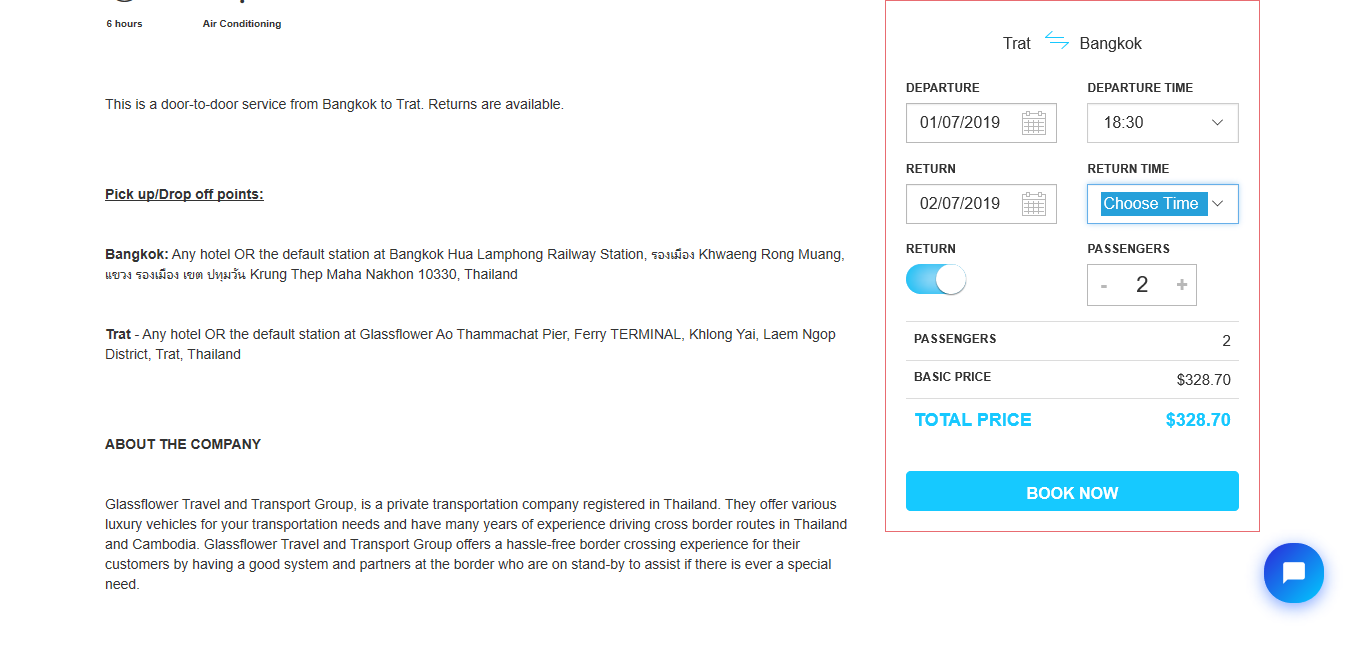 6 hours Air Conditioning
This is a door-to-door service from Bangkok to Trat. Returns are available.
Pick up/Drop off points:
Bangkok: Any hotel OR the default station at Bangkok Hua Lamphong Railway Station, รองเมือง Khwaeng Rong Muang,
แขวง รองเมือง เขต ปทุมวัน Krung Thep Maha Nakhon 10330, Thailand
Trat - Any hotel OR the default station at Glassflower Ao Thammachat Pier, Ferry TERMINAL, Khlong Yai, Laem Ngop
District, Trat, Thailand
ABOUT THE COMPANY
Glassflower Travel and Transport Group, is a private transportation company registered in Thailand. They offer various
luxury vehicles for your transportation needs and have many years of experience driving cross border routes in Thailand
and Cambodia. Glassflower Travel and Transport Group offers a hassle-free border crossing experience for their
customers by having a good system and partners at the border who are on stand-by to assist if there is ever a special
need.
Trat Bangkok
DEPARTURE DEPARTURE TIME
01/07/2019 18:30
RETURN RETURN TIME
02/07/2019 Choose Time
RETURN PASSENGERS
- 2 +
PASSENGERS 2
BASIC PRICE $328.70
TOTAL PRICE $328.70
BOOK NOW